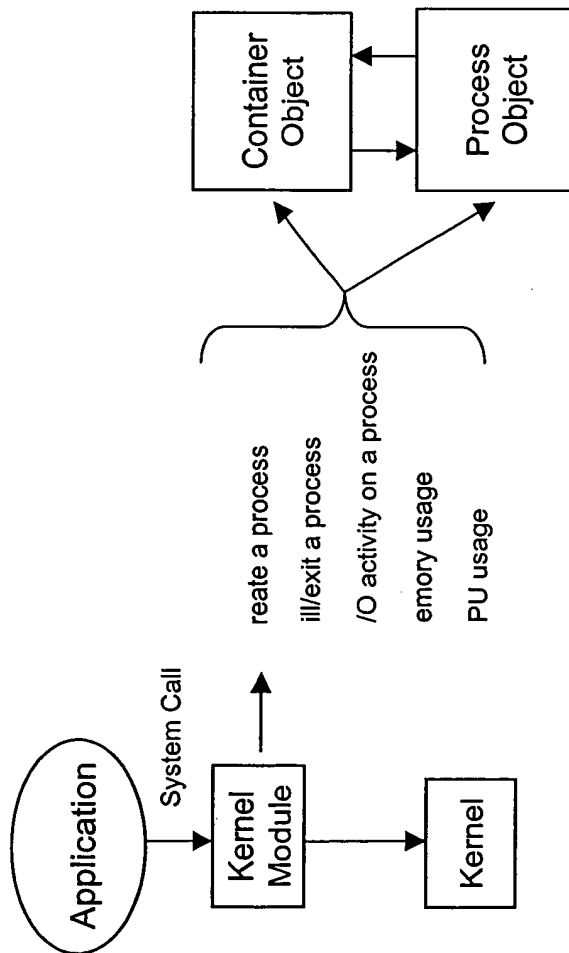 Application
System Call
Kernel
Module
Kernel
reate a process
ill/exit a process
/O activity on a process
emory usage
PU usage
Container
Object
Process
Object